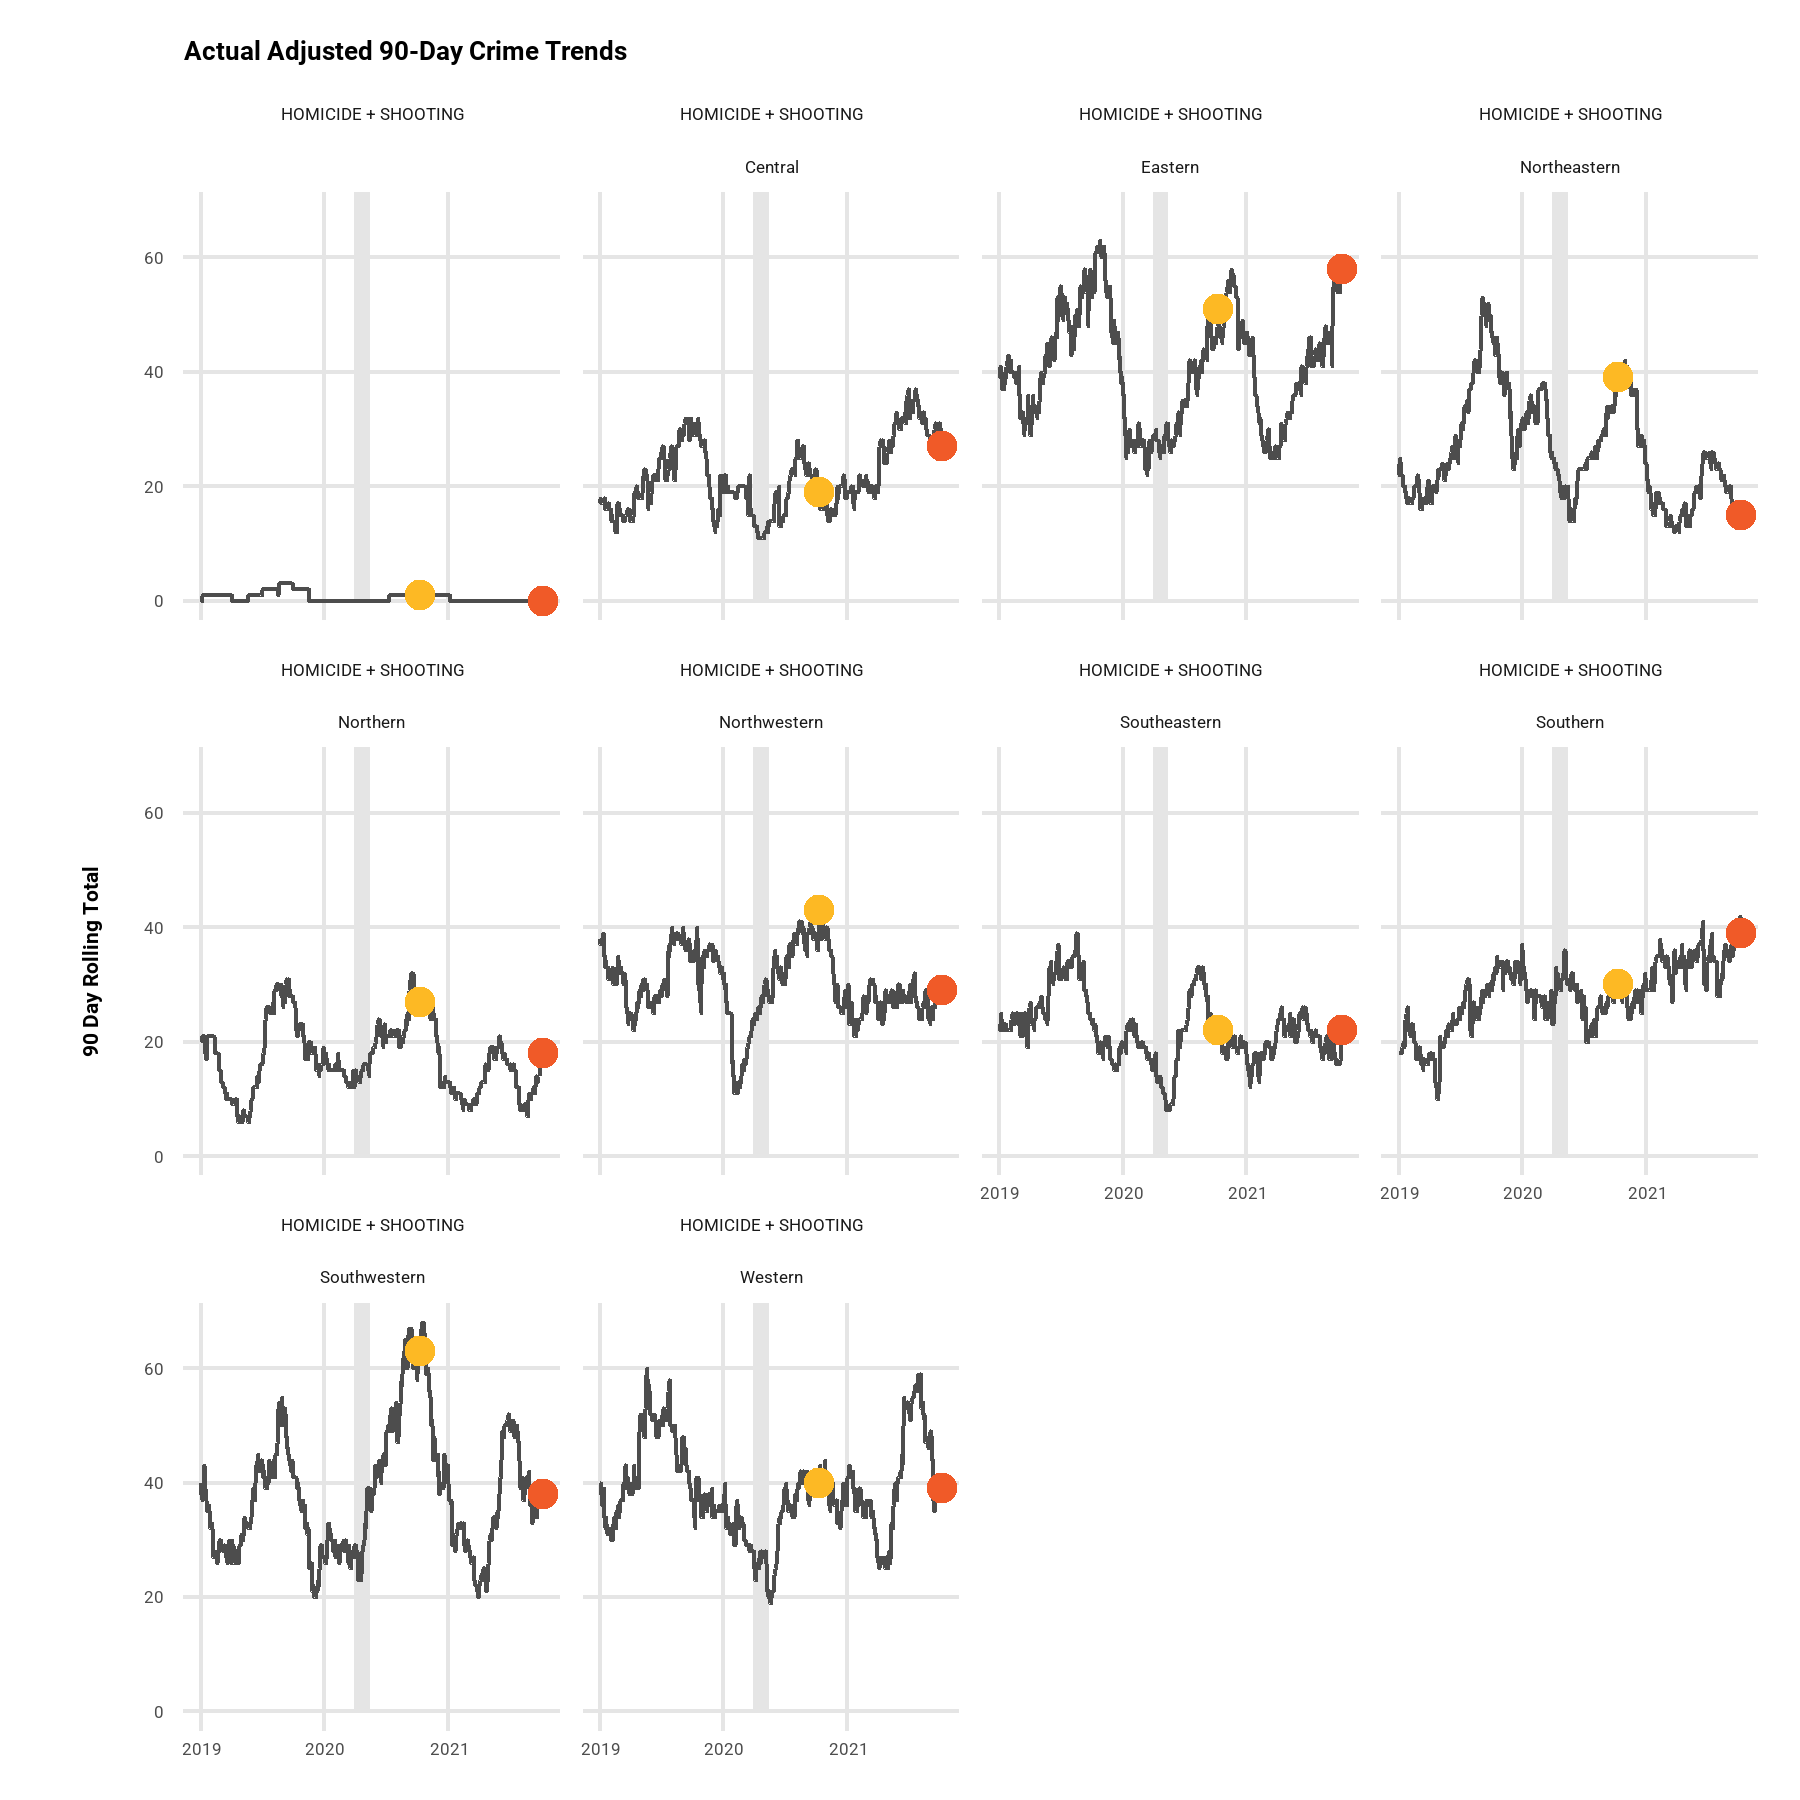 Actual Adjusted 90-Day Crime Trends
HOMICIDE + SHOOTING
HOMICIDE + SHOOTING
HOMICIDE + SHOOTING
HOMICIDE + SHOOTING
Central
Eastern
Northeastern
60
40
20
0
HOMICIDE + SHOOTING
HOMICIDE + SHOOTING
HOMICIDE + SHOOTING
HOMICIDE + SHOOTING
Northern
Northwestern
Southeastern
Southern
60
40
20
0
90 Day Rolling Total
2019 2020 2021
2019 2020 2021
HOMICIDE + SHOOTING
HOMICIDE + SHOOTING
Southwestern
Western
60
40
20
0
2019 2020 2021
2019 2020 2021